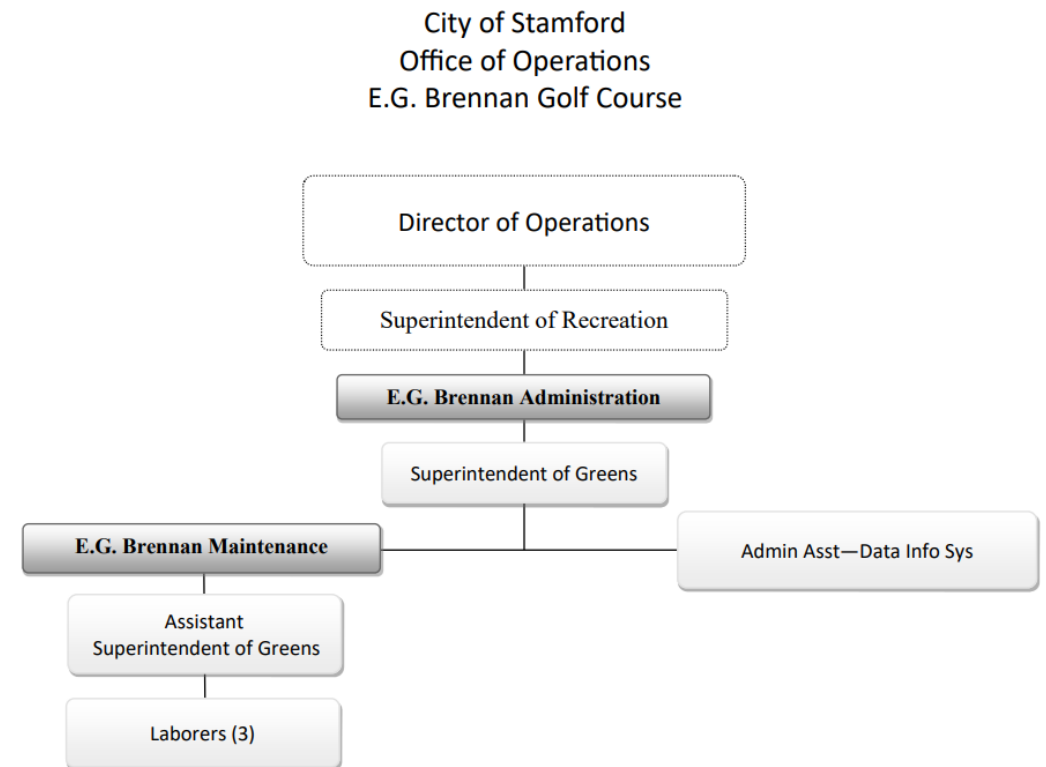 City of Stamford
Office of Operations
E.G. Brennan Golf Course
Director of Operations
Superintendent of Recreation
E.G. Brennan Administration
Superintendent of Greens
E.G. Brennan Maintenance
Admin Asst—Data Info Sys
Assistant
Superintendent of Greens
Laborers (3)